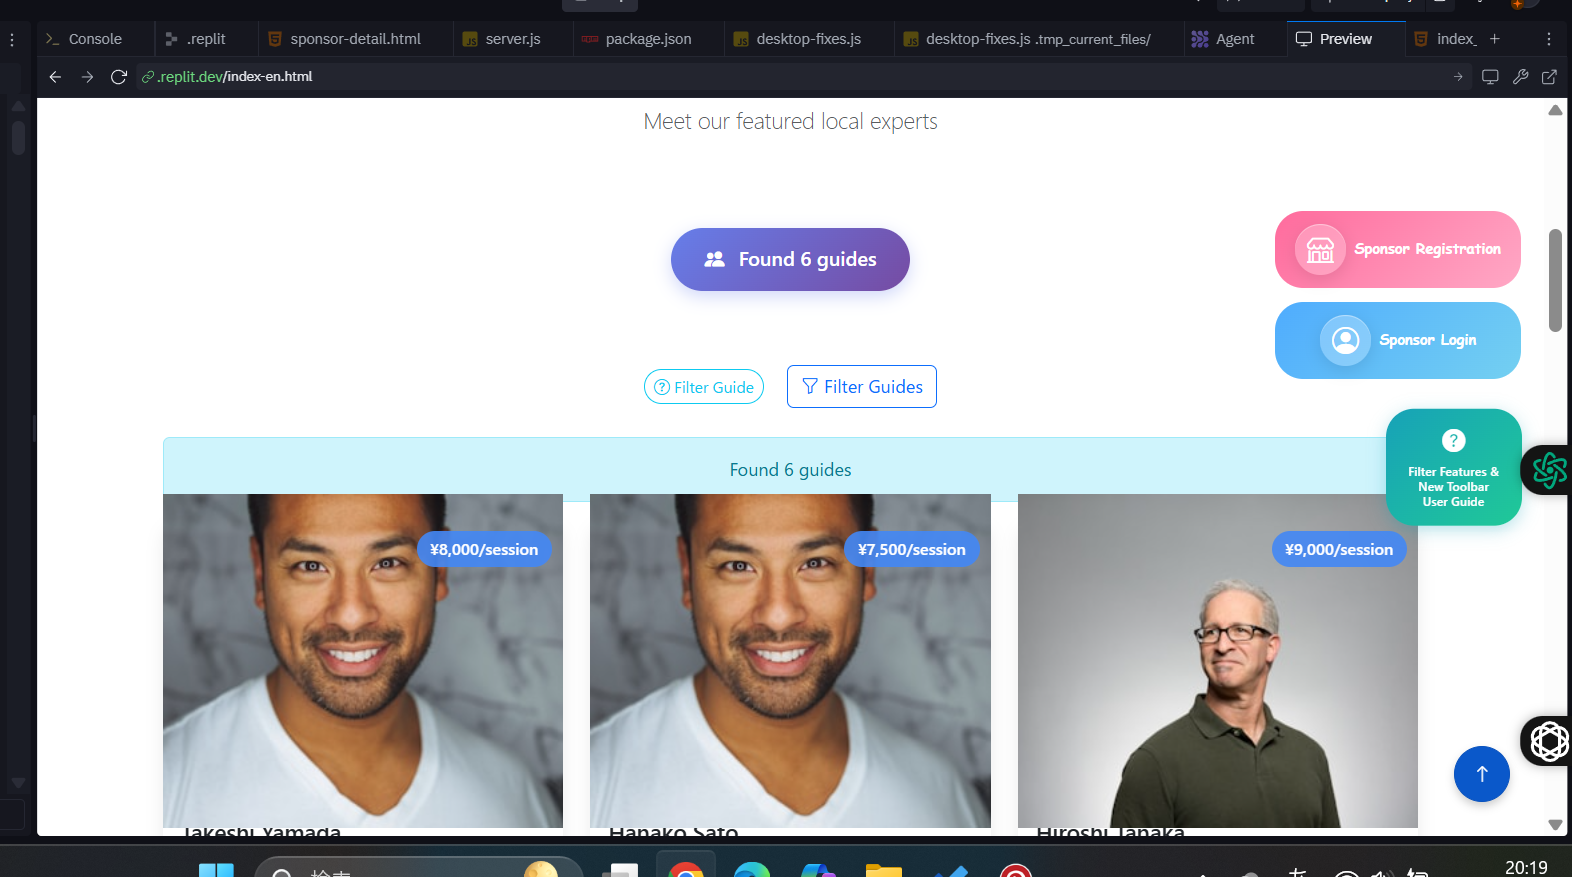 Console
.replit
sponsor-detail.html
server.js
package.json
desktop-fixes.js
desktop-fixes.js .tmp_current_files/
Agent
Preview
index_
.replit.dev/index-en.html
Meet our featured local experts
Found 6 guides
Sponsor Registration
Sponsor Login
Filter Guide
Filter Guides
Found 6 guides
Filter Features &
New Toolbar
User Guide
¥8,000/session
¥7,500/session
¥9,000/session
Takeshi Yamada
Hanako Sato
Hiroshi Tanaka
検索
あ
20:19